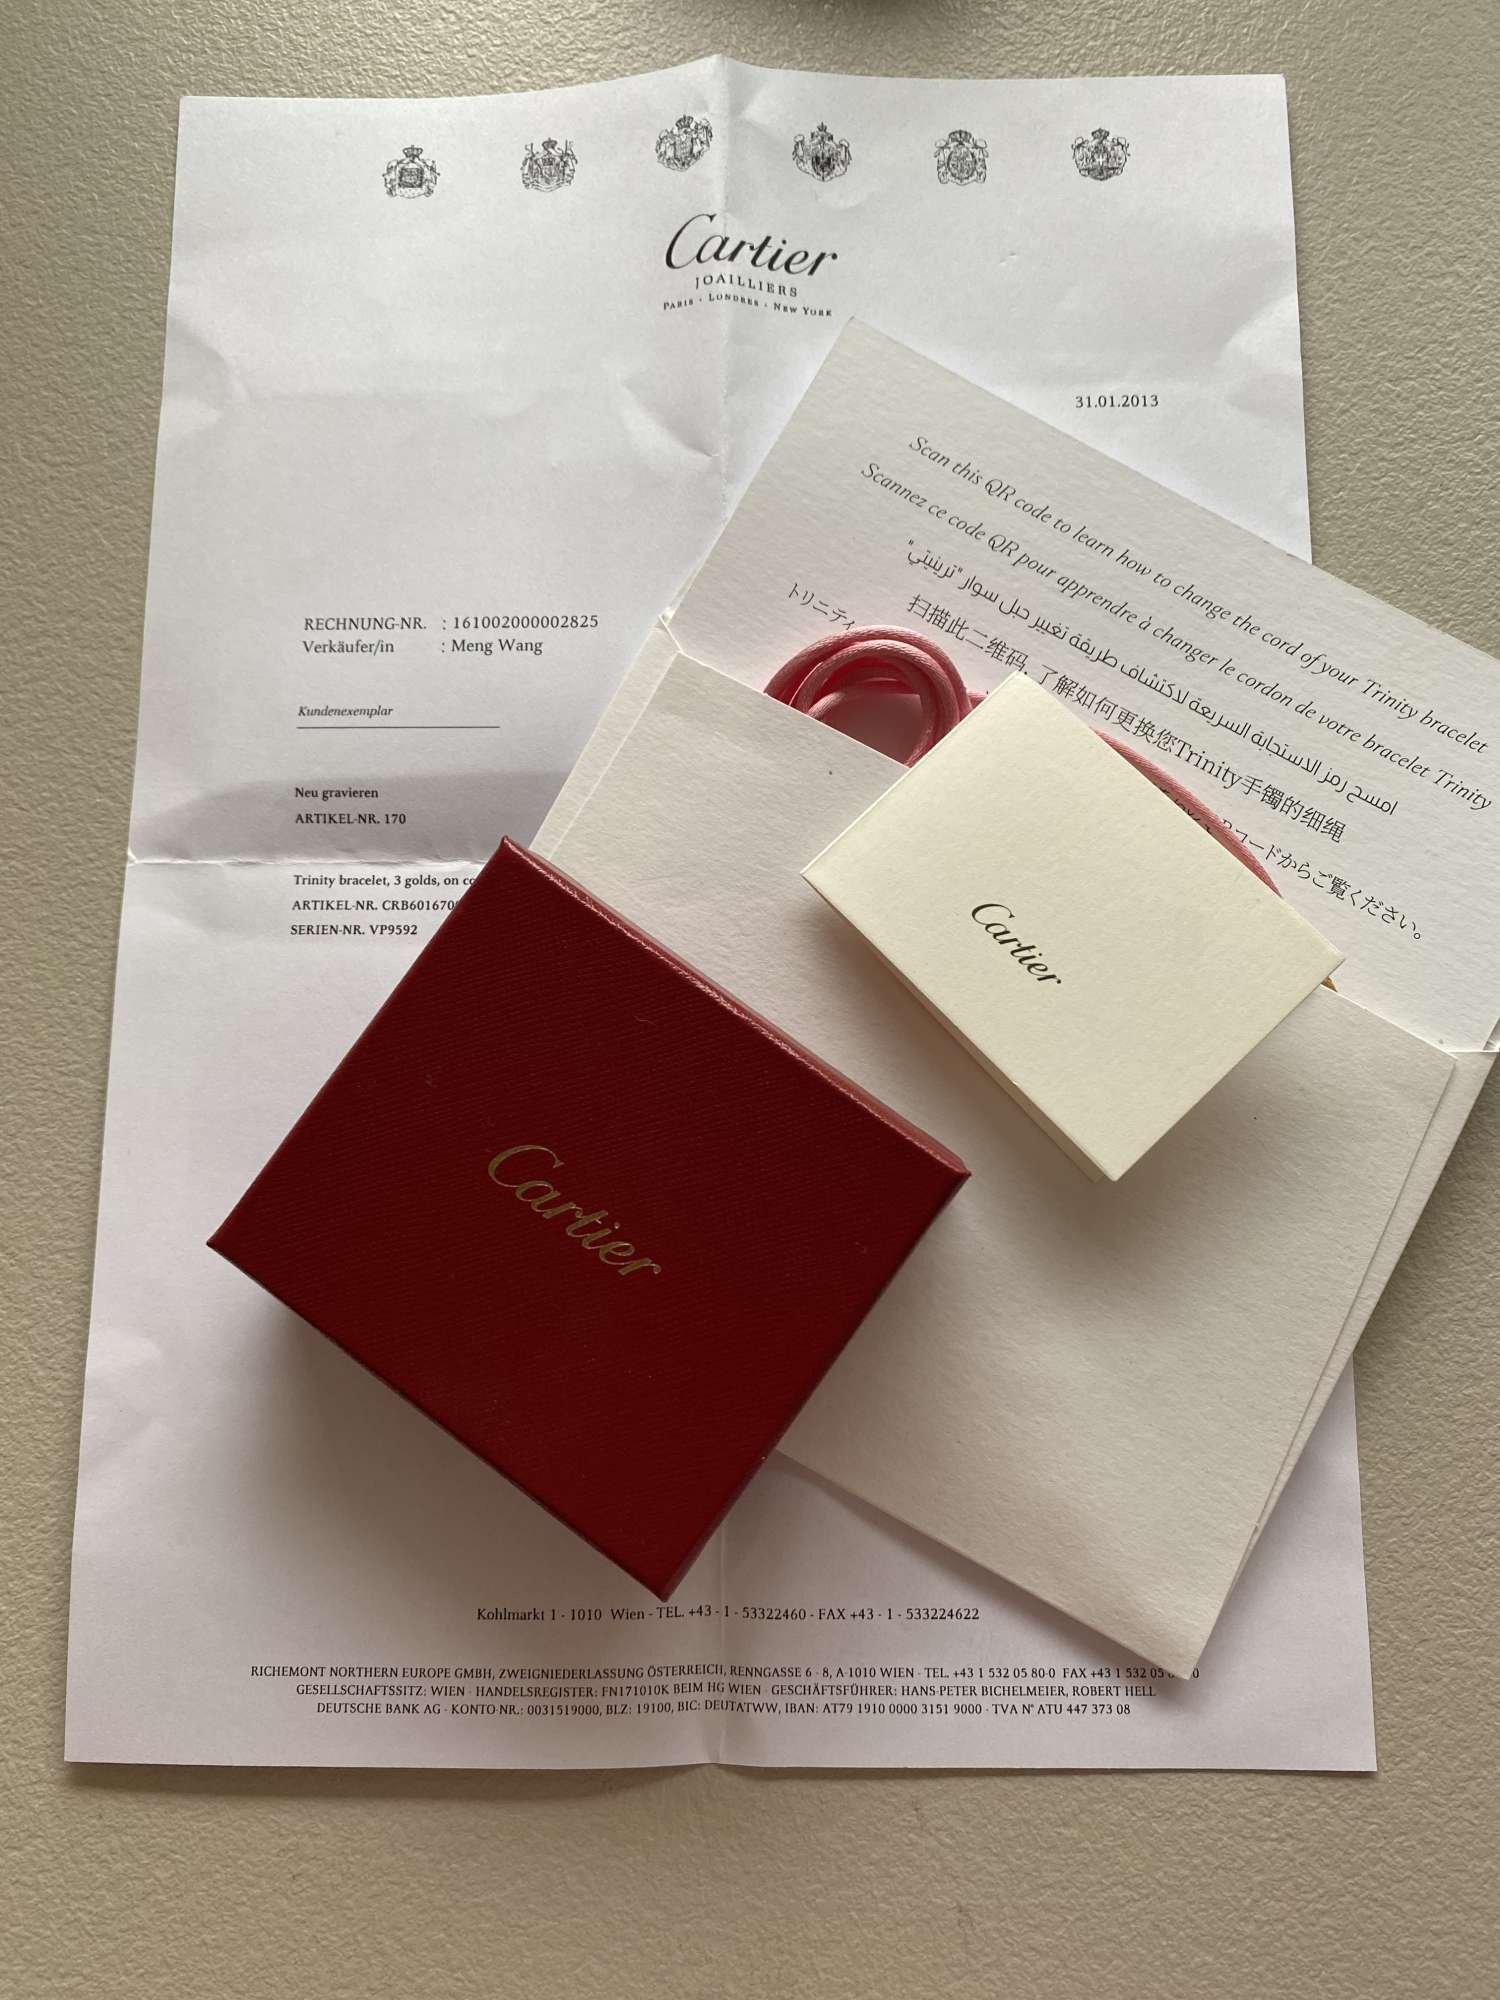 Cartier
JOAILLIERS
PARIS · LONDRES · NEW YORK
31.01.2013
RECHNUNG-NR. : 161002000002825
Verkäufer/in : Meng Wang
Kundenexemplar
Neu gravieren
ARTIKEL-NR. 170
Trinity bracelet, 3 golds, on
ARTIKEL-NR. CRB601670
SERIEN-NR. VP9592
Scan this QR code to learn how to change the cord of your Trinity bracelet
Scannez ce code QR pour apprendre à changer le cordon de votre bracelet Trinity
امسح رمز الاستجابة السريعة لاكتشاف طريقة تغيير حبل سوار "ترينيتي"
扫描此二维码, 了解如何更换您Trinity手镯的细绳
トリニティ コードからご覧ください。
Cartier
Cartier
Kohlmarkt 1 - 1010 Wien - TEL. +43 - 1 - 53322460 - FAX +43 - 1 - 533224622
RICHEMONT NORTHERN EUROPE GMBH, ZWEIGNIEDERLASSUNG ÖSTERREICH, RENNGASSE 6 - 8, A-1010 WIEN · TEL. +43 1 532 05 80-0 FAX +43 1 532 05
GESELLSCHAFTSSITZ: WIEN · HANDELSREGISTER: FN171010K BEIM HG WIEN · GESCHÄFTSFÜHRER: HANS-PETER BICHELMEIER, ROBERT HELL
DEUTSCHE BANK AG · KONTO-NR.: 0031519000, BLZ: 19100, BIC: DEUTATWW, IBAN: AT79 1910 0000 3151 9000 · TVA N° ATU 447 373 08